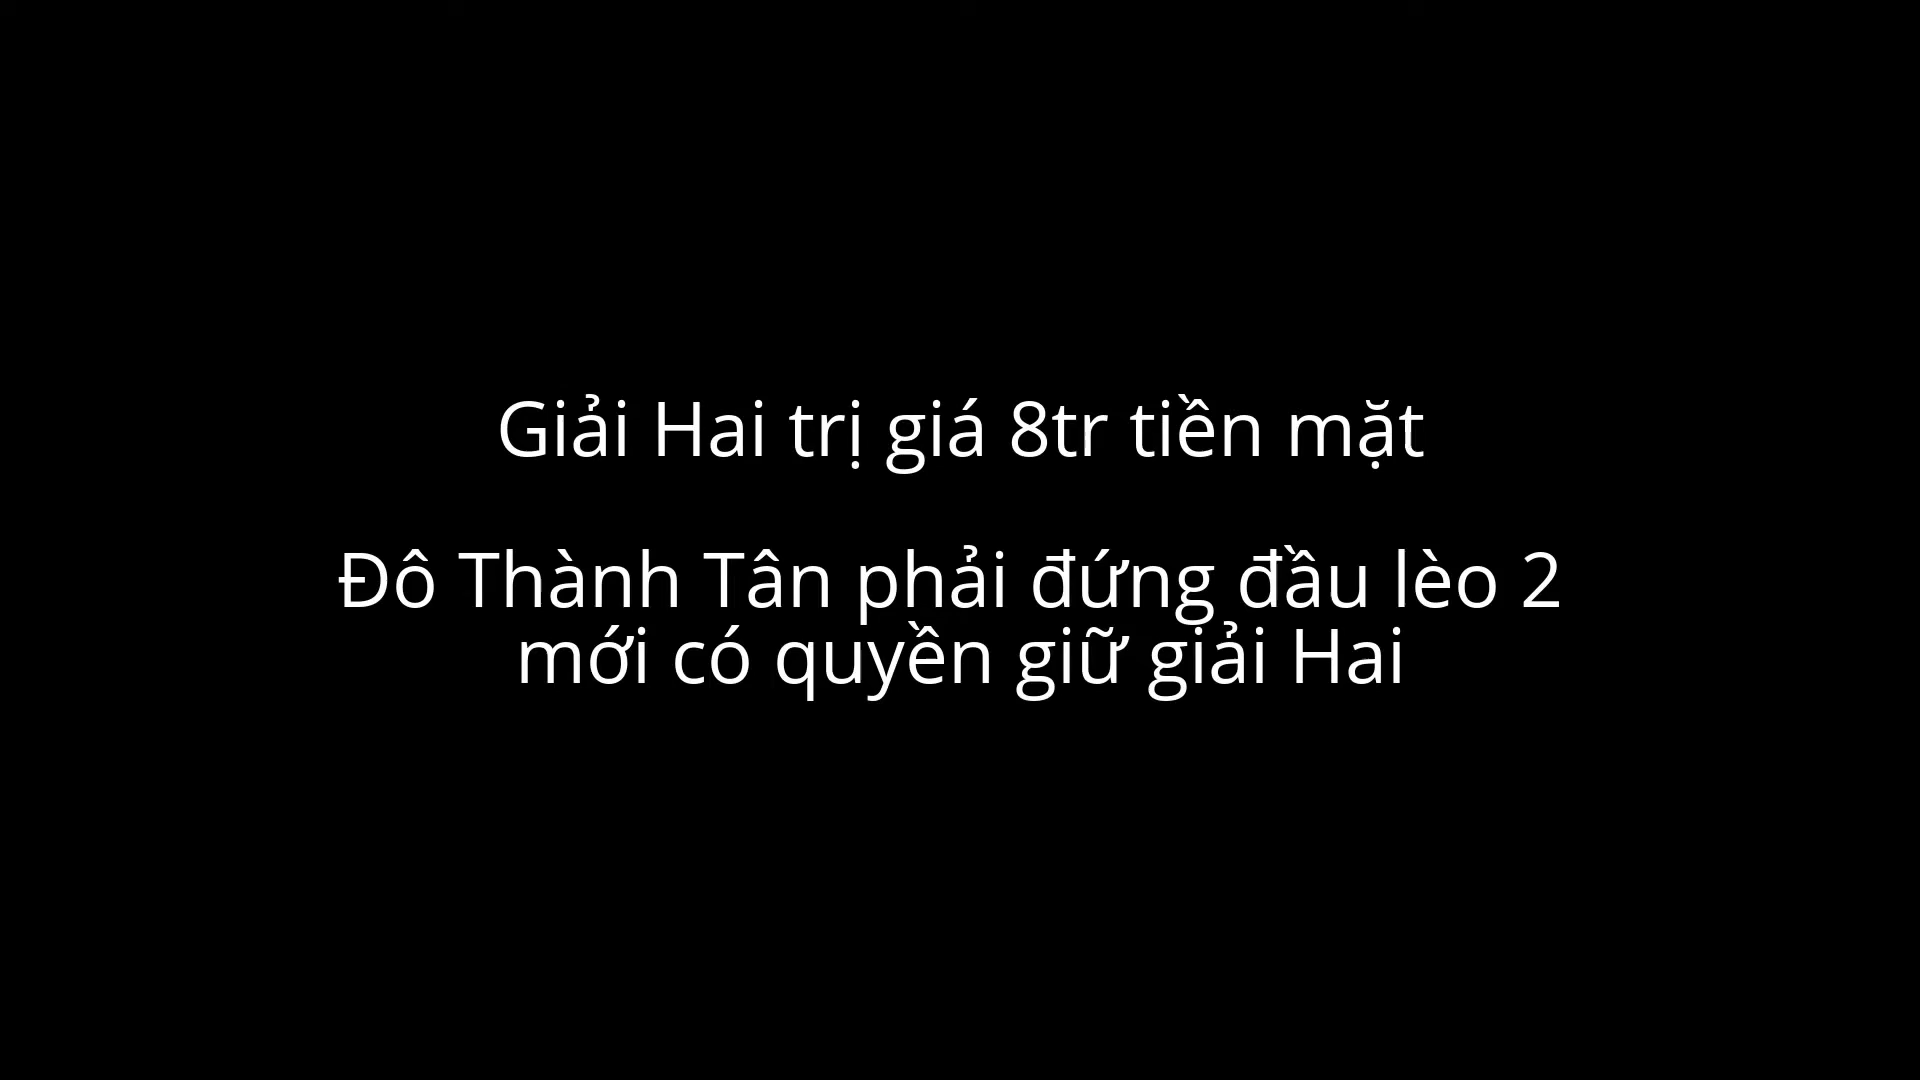 Giải Hai trị giá 8tr tiền mặt
Đô Thành Tân phải đứng đầu lèo 2
mới có quyền giữ giải Hai